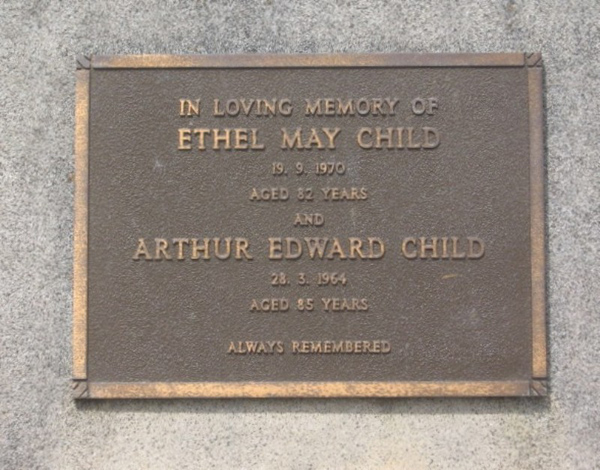 IN LOVING MEMORY OF
ETHEL MAY CHILD
19. 9. 1970
AGED 82 YEARS
AND
ARTHUR EDWARD CHILD
28. 3. 1964
AGED 85 YEARS
ALWAYS REMEMBERED